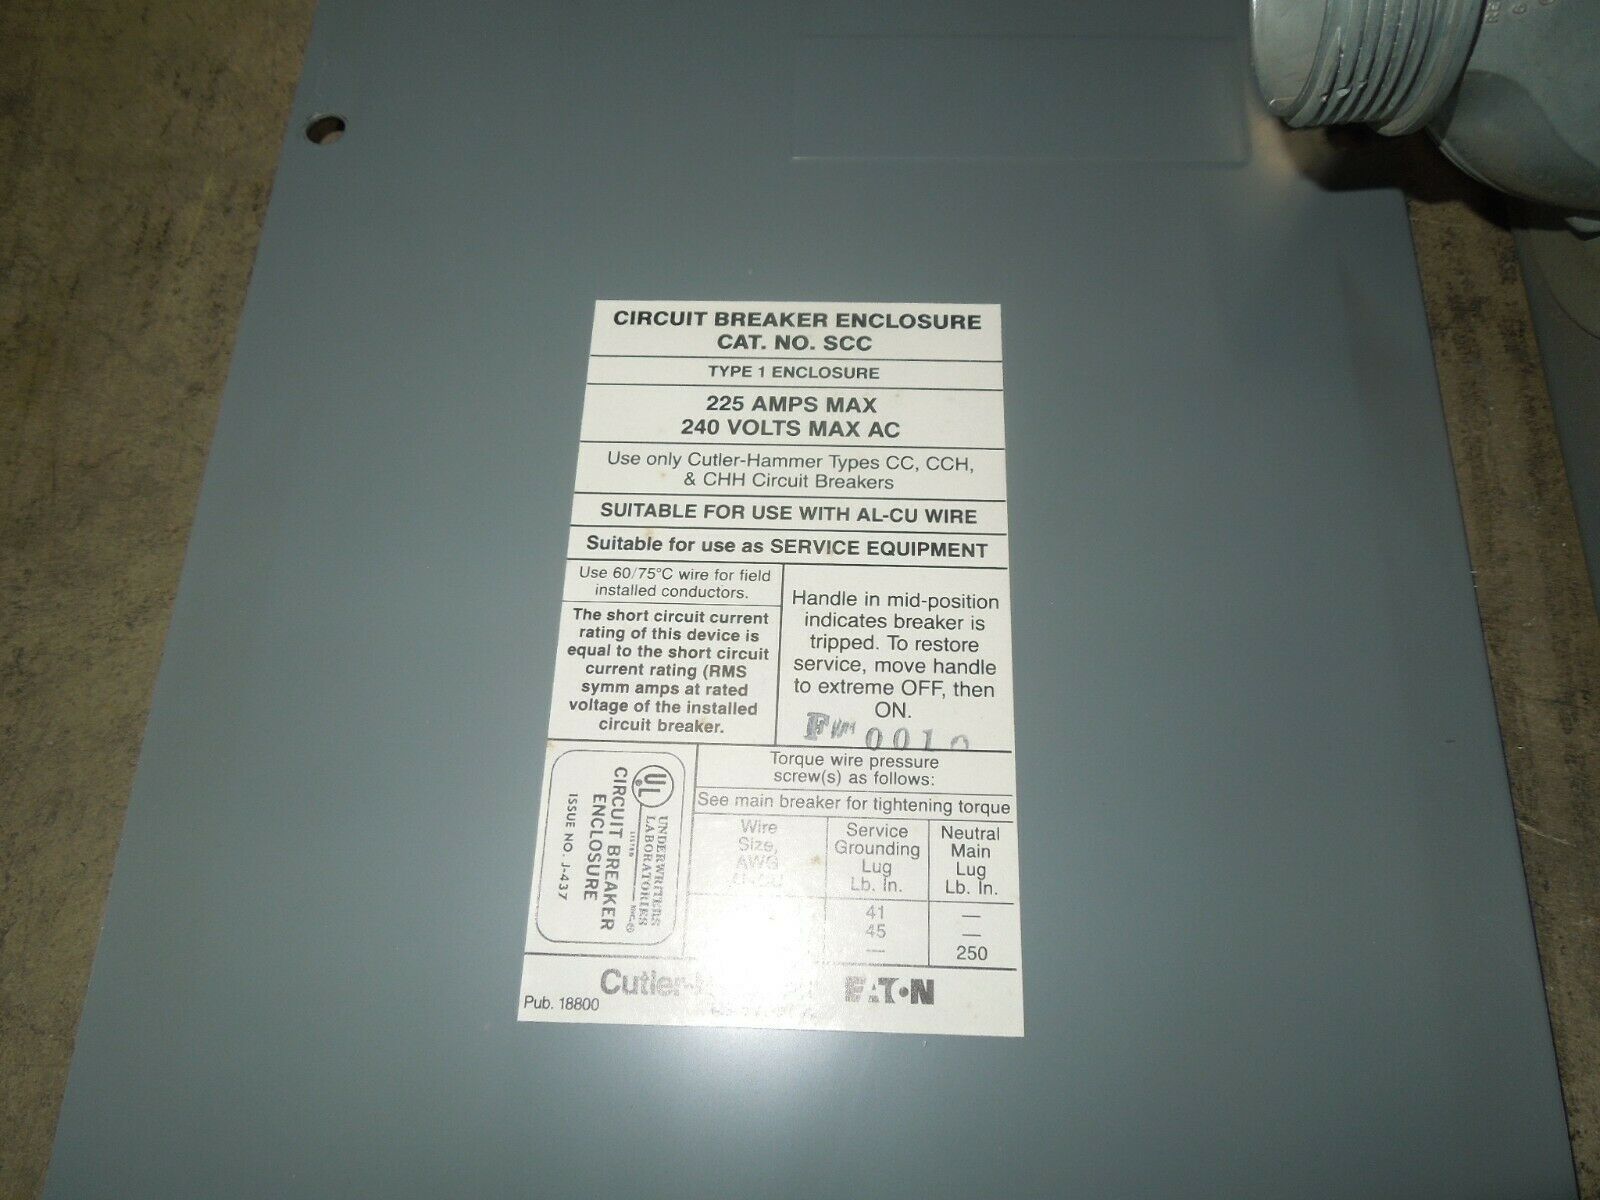 CIRCUIT BREAKER ENCLOSURE
CAT. NO. SCC
TYPE 1 ENCLOSURE
225 AMPS MAX
240 VOLTS MAX AC
Use only Cutler-Hammer Types CC, CCH,
& CHH Circuit Breakers
SUITABLE FOR USE WITH AL-CU WIRE
Suitable for use as SERVICE EQUIPMENT
Use 60/75°C wire for field
installed conductors.
The short circuit current
rating of this device is
equal to the short circuit
current rating (RMS
symm amps at rated
voltage of the installed
circuit breaker.
Handle in mid-position
indicates breaker is
tripped. To restore
service, move handle
to extreme OFF, then
ON.
UL
UNDERWRITERS
LABORATORIES
LISTED
CIRCUIT BREAKER
ENCLOSURE
ISSUE NO. J-437
Torque wire pressure
screw(s) as follows:
See main breaker for tightening torque
Wire
Size,
AWG
Service
Grounding
Lug
Lb. In.
41
45
—
Neutral
Main
Lug
Lb. In.
—
—
250
EATON
Pub. 18800